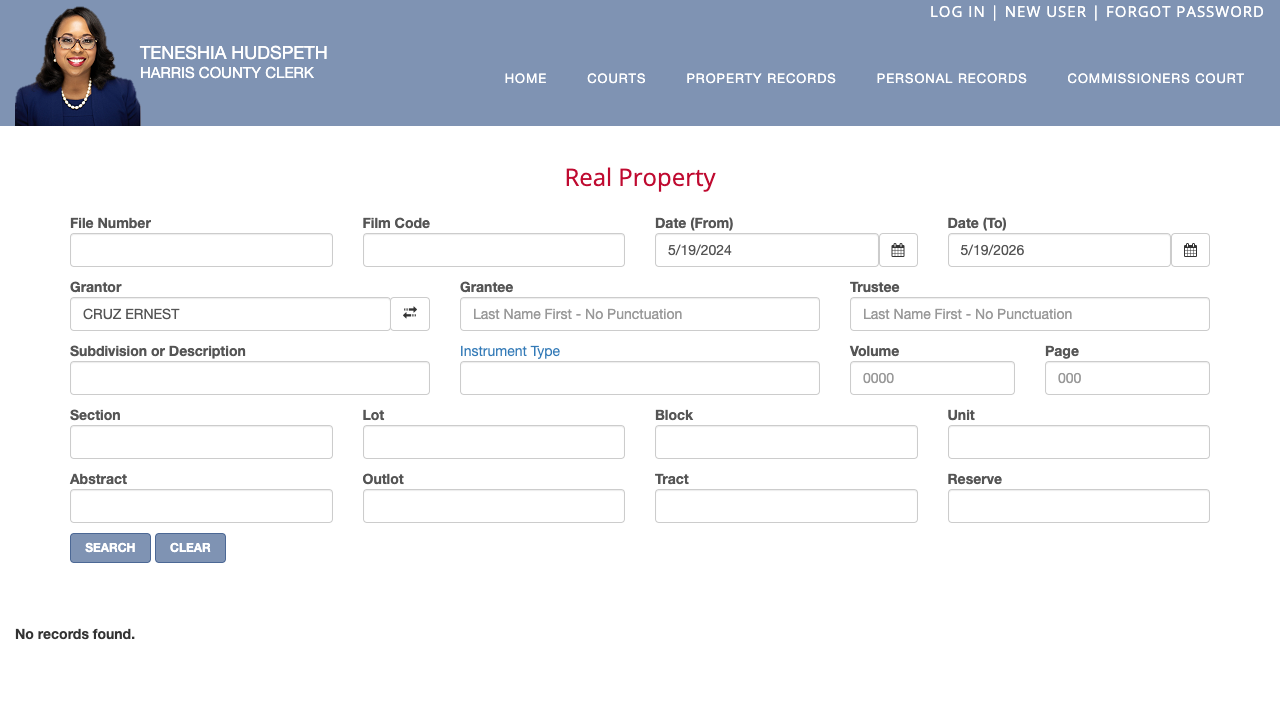 LOG IN | NEW USER | FORGOT PASSWORD
TENESHIA HUDSPETH
HARRIS COUNTY CLERK
HOME COURTS PROPERTY RECORDS PERSONAL RECORDS COMMISSIONERS COURT
Real Property
File Number Film Code Date (From) Date (To)
5/19/2024 5/19/2026
Grantor Grantee Trustee
CRUZ ERNEST Last Name First - No Punctuation Last Name First - No Punctuation
Subdivision or Description Instrument Type Volume Page
0000 000
Section Lot Block Unit
Abstract Outlot Tract Reserve
SEARCH CLEAR
No records found.